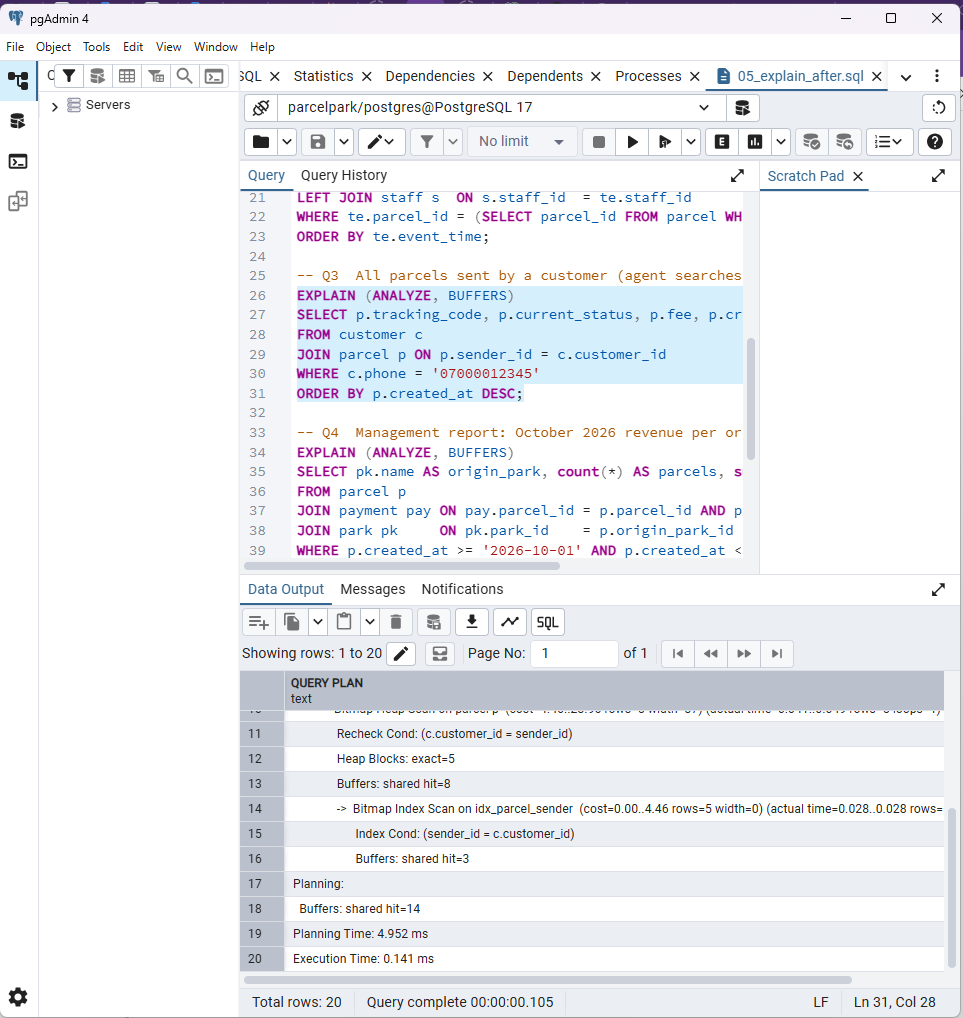 pgAdmin 4
File Object Tools Edit View Window Help
SQL Statistics Dependencies Dependents Processes 05_explain_after.sql
Servers
parcelpark/postgres@PostgreSQL 17
No limit
E
Query Query History
Scratch Pad
21 LEFT JOIN staff s ON s.staff_id = te.staff_id
22 WHERE te.parcel_id = (SELECT parcel_id FROM parcel WH
23 ORDER BY te.event_time;
24
25 -- Q3 All parcels sent by a customer (agent searches
26 EXPLAIN (ANALYZE, BUFFERS)
27 SELECT p.tracking_code, p.current_status, p.fee, p.cr
28 FROM customer c
29 JOIN parcel p ON p.sender_id = c.customer_id
30 WHERE c.phone = '07000012345'
31 ORDER BY p.created_at DESC;
32
33 -- Q4 Management report: October 2026 revenue per or
34 EXPLAIN (ANALYZE, BUFFERS)
35 SELECT pk.name AS origin_park, count(*) AS parcels, s
36 FROM parcel p
37 JOIN payment pay ON pay.parcel_id = p.parcel_id AND p
38 JOIN park pk ON pk.park_id = p.origin_park_id
39 WHERE p.created_at >= '2026-10-01' AND p.created_at <
Data Output Messages Notifications
SQL
Showing rows: 1 to 20 Page No: 1 of 1
QUERY PLAN
text
11 Recheck Cond: (c.customer_id = sender_id)
12 Heap Blocks: exact=5
13 Buffers: shared hit=8
14 -> Bitmap Index Scan on idx_parcel_sender (cost=0.00..4.46 rows=5 width=0) (actual time=0.028..0.028 rows=
15 Index Cond: (sender_id = c.customer_id)
16 Buffers: shared hit=3
17 Planning:
18 Buffers: shared hit=14
19 Planning Time: 4.952 ms
20 Execution Time: 0.141 ms
Total rows: 20 Query complete 00:00:00.105 LF Ln 31, Col 28